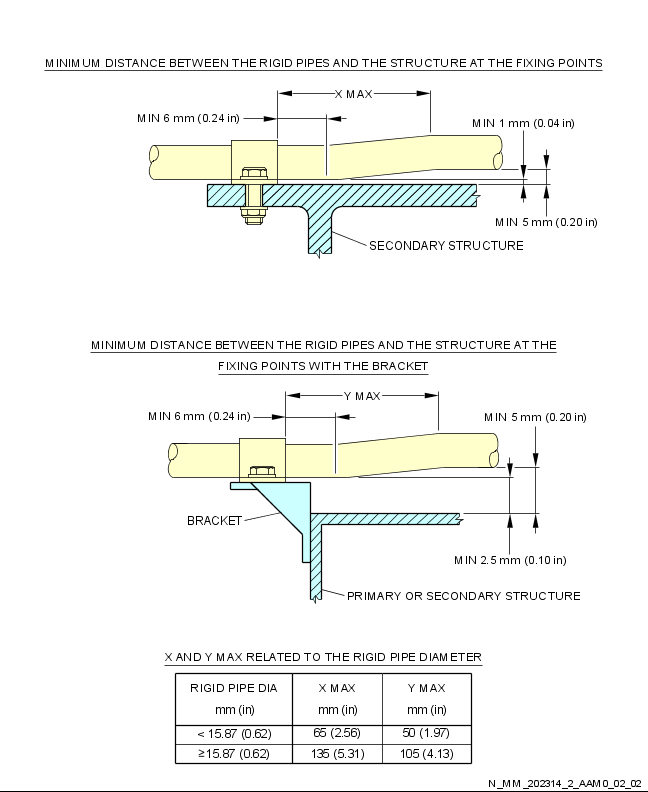 MINIMUM DISTANCE BETWEEN THE RIGID PIPES AND THE STRUCTURE AT THE FIXING POINTS
X MAX
MIN 6 mm (0.24 in)
MIN 1 mm (0.04 in)
MIN 5 mm (0.20 in)
SECONDARY STRUCTURE
MINIMUM DISTANCE BETWEEN THE RIGID PIPES AND THE STRUCTURE AT THE
FIXING POINTS WITH THE BRACKET
Y MAX
MIN 6 mm (0.24 in)
MIN 5 mm (0.20 in)
BRACKET
MIN 2.5 mm (0.10 in)
PRIMARY OR SECONDARY STRUCTURE
X AND Y MAX RELATED TO THE RIGID PIPE DIAMETER
RIGID PIPE DIA X MAX Y MAX
mm (in) mm (in) mm (in)
< 15.87 (0.62) 65 (2.56) 50 (1.97)
≥15.87 (0.62) 135 (5.31) 105 (4.13)
N_MM_202314_2_AAM0_02_02